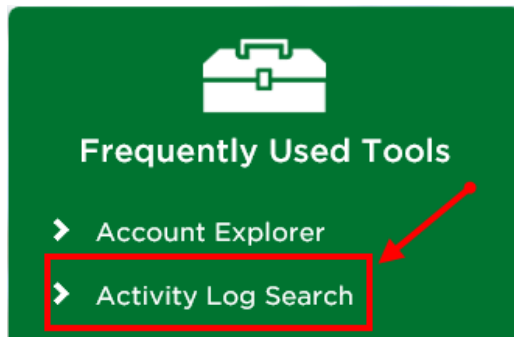 Frequently Used Tools
Account Explorer
Activity Log Search